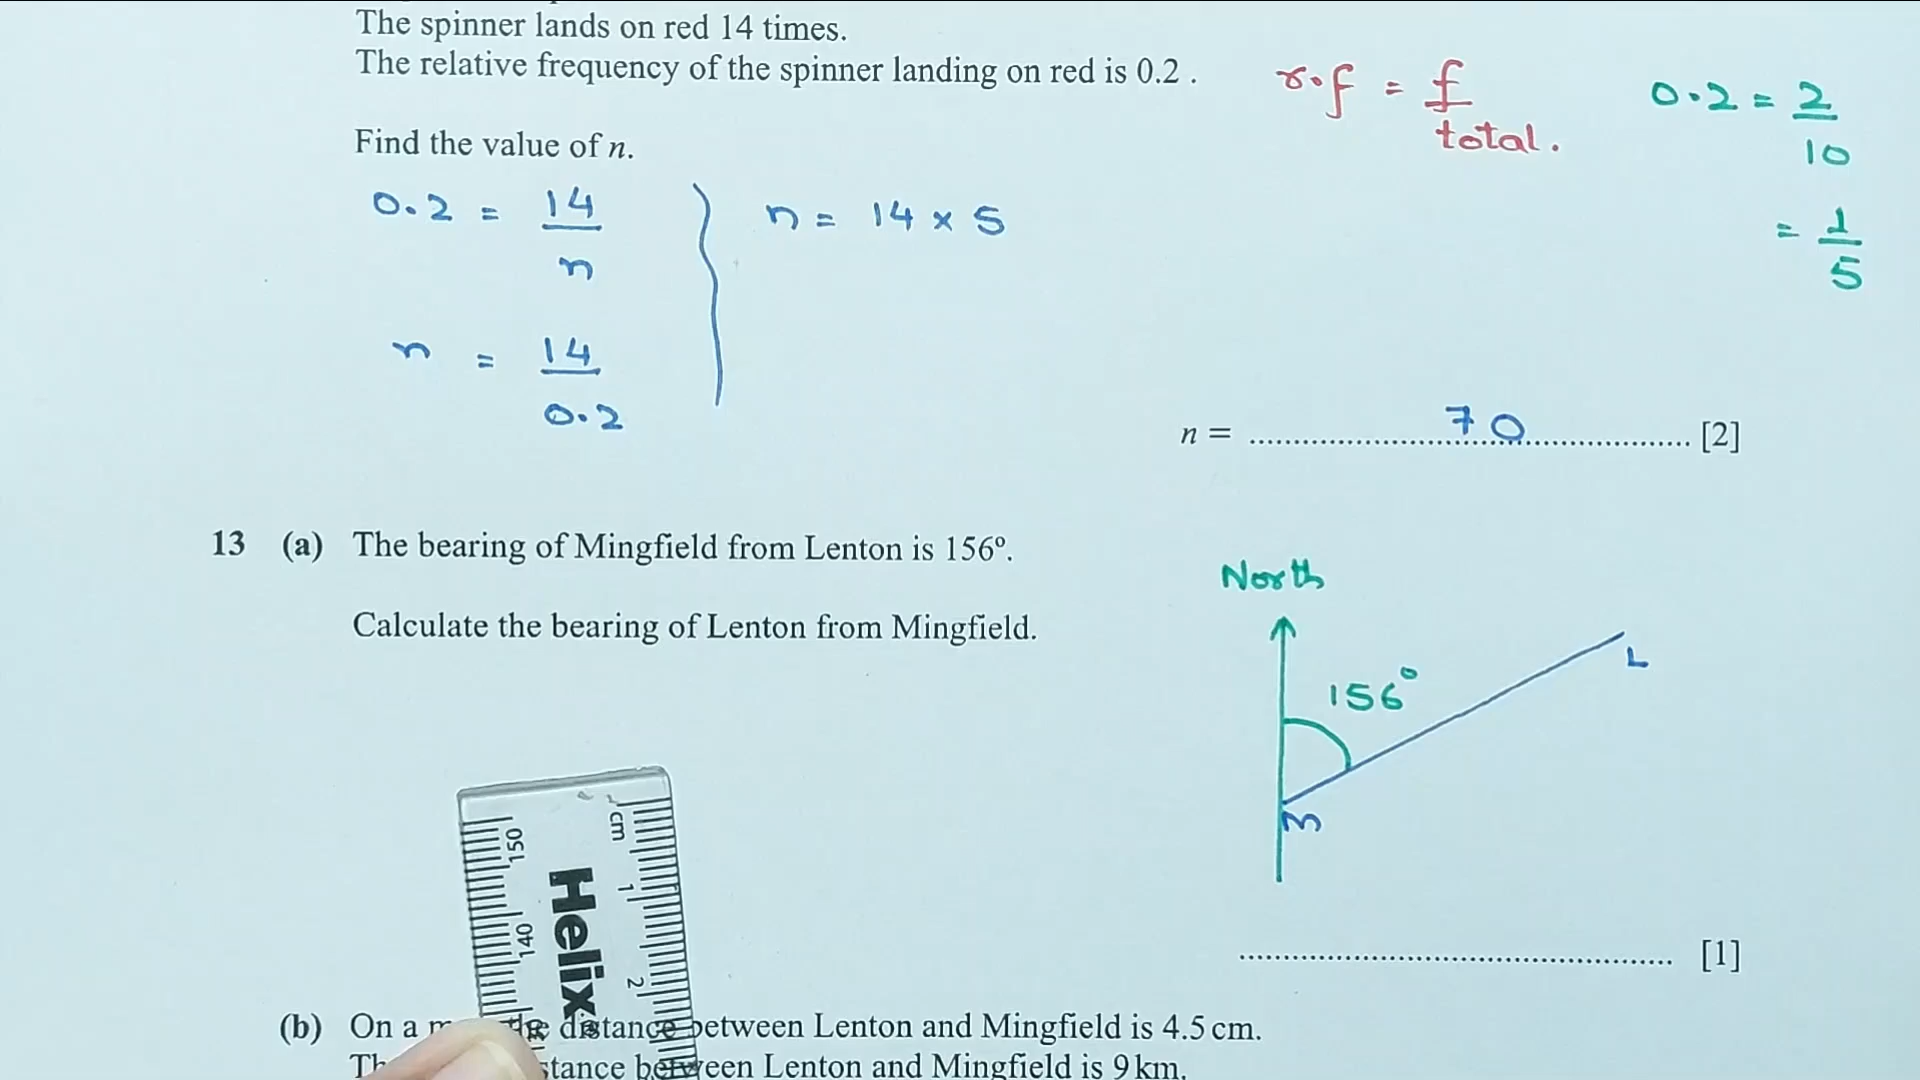 The spinner lands on red 14 times.
The relative frequency of the spinner landing on red is 0.2 .
r.f = f/total.
0.2 = 2/10
= 1/5
Find the value of n.
0.2 = 14/n
n = 14 × 5
n = 14/0.2
n = 70 [2]
13 (a) The bearing of Mingfield from Lenton is 156°.
North
Calculate the bearing of Lenton from Mingfield.
L
156°
M
cm
150
1
140
2
Helix
[1]
(b) On a the distance between Lenton and Mingfield is 4.5 cm.
between Lenton and Mingfield is 9 km.